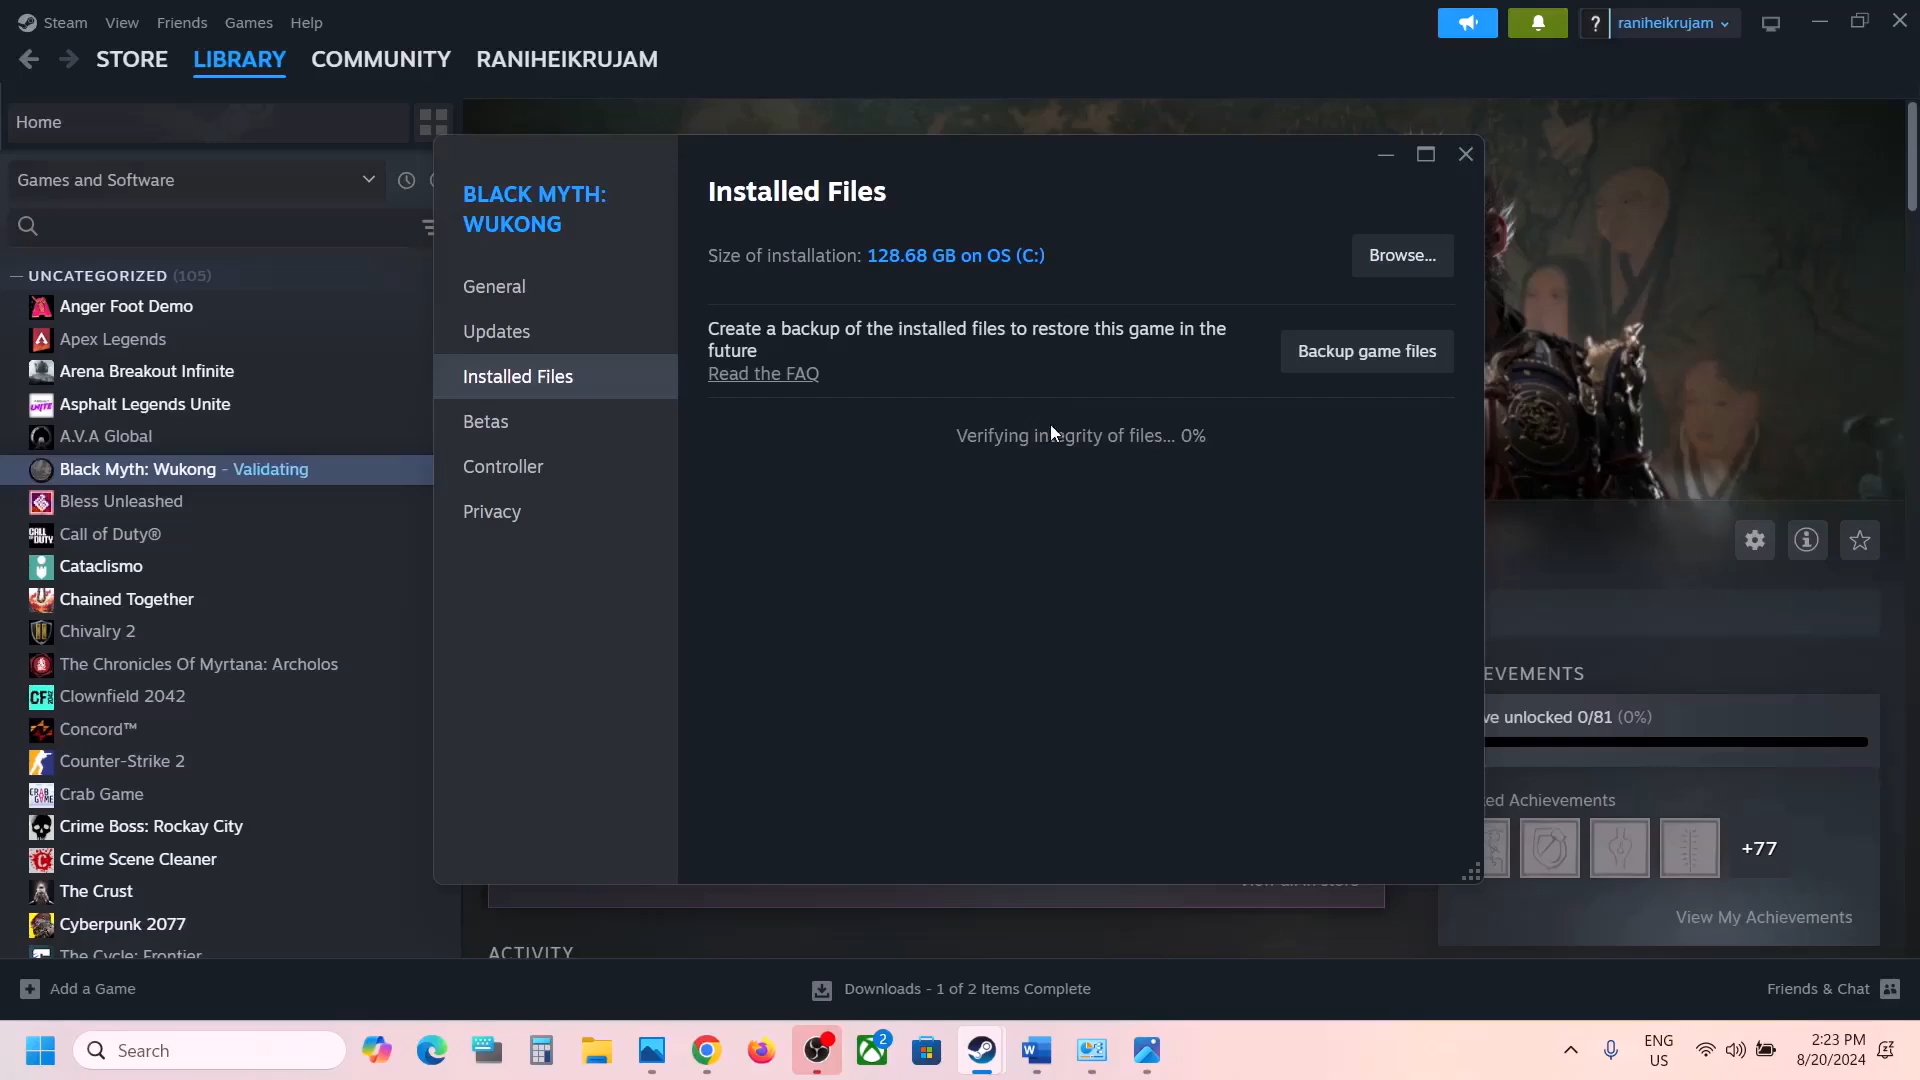 Steam View Friends Games Help
? raniheikrujam
STORE LIBRARY COMMUNITY RANIHEIKRUJAM
Home
Games and Software
UNCATEGORIZED (105)
Anger Foot Demo
Apex Legends
Arena Breakout Infinite
Asphalt Legends Unite
A.V.A Global
Black Myth: Wukong - Validating
Bless Unleashed
Call of Duty®
Cataclismo
Chained Together
Chivalry 2
The Chronicles Of Myrtana: Archolos
Clownfield 2042
Concord™
Counter-Strike 2
Crab Game
Crime Boss: Rockay City
Crime Scene Cleaner
The Crust
Cyberpunk 2077
The Cycle: Frontier
BLACK MYTH:
WUKONG
General
Updates
Installed Files
Betas
Controller
Privacy
Installed Files
Size of installation: 128.68 GB on OS (C:)
Browse...
Create a backup of the installed files to restore this game in the
future
Read the FAQ
Backup game files
Verifying integrity of files... 0%
EVEMENTS
ve unlocked 0/81 (0%)
ed Achievements
+77
View My Achievements
ACTIVITY
Add a Game
Downloads - 1 of 2 Items Complete
Friends & Chat
Search
2
ENG
US
2:23 PM
8/20/2024